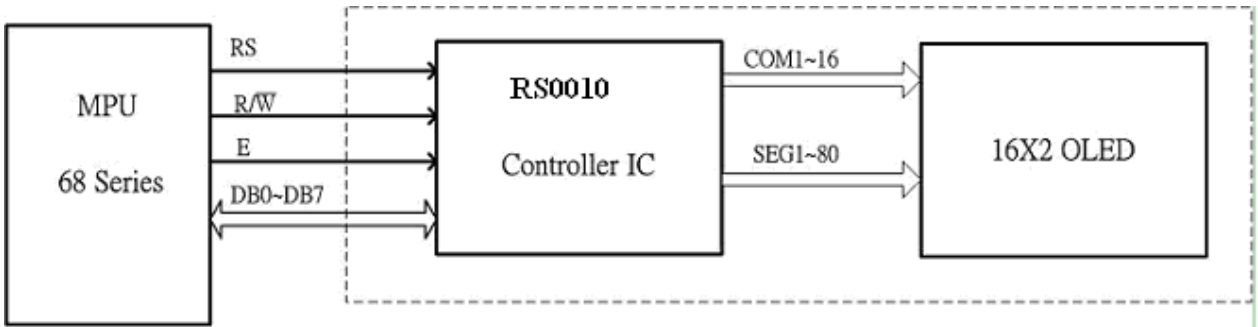 MPU
68 Series
RS
R/W̅
E
DB0~DB7
RS0010
Controller IC
COM1~16
SEG1~80
16X2 OLED